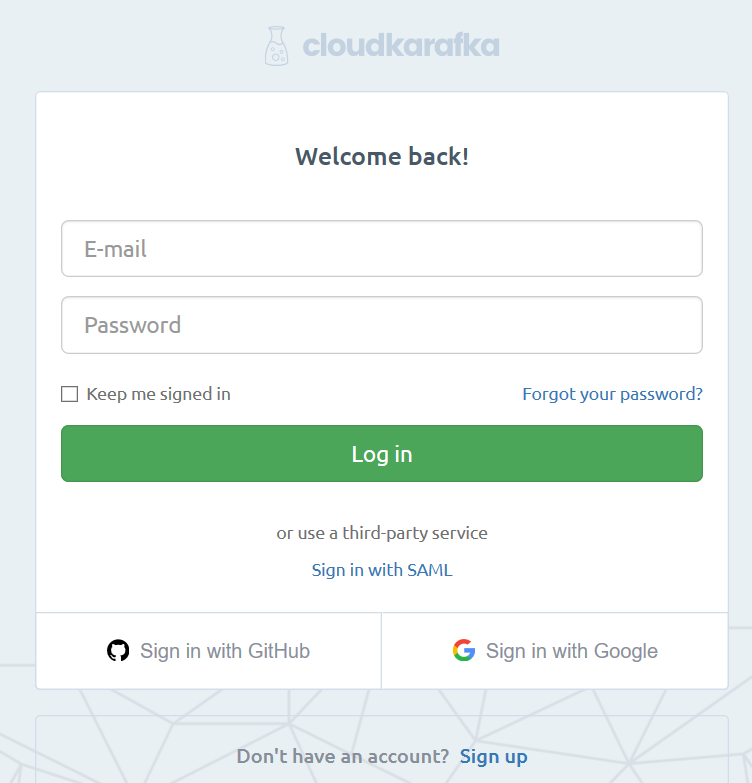 cloudkarafka
Welcome back!
E-mail
Password
Keep me signed in Forgot your password?
Log in
or use a third-party service
Sign in with SAML
Sign in with GitHub Sign in with Google
Don't have an account? Sign up